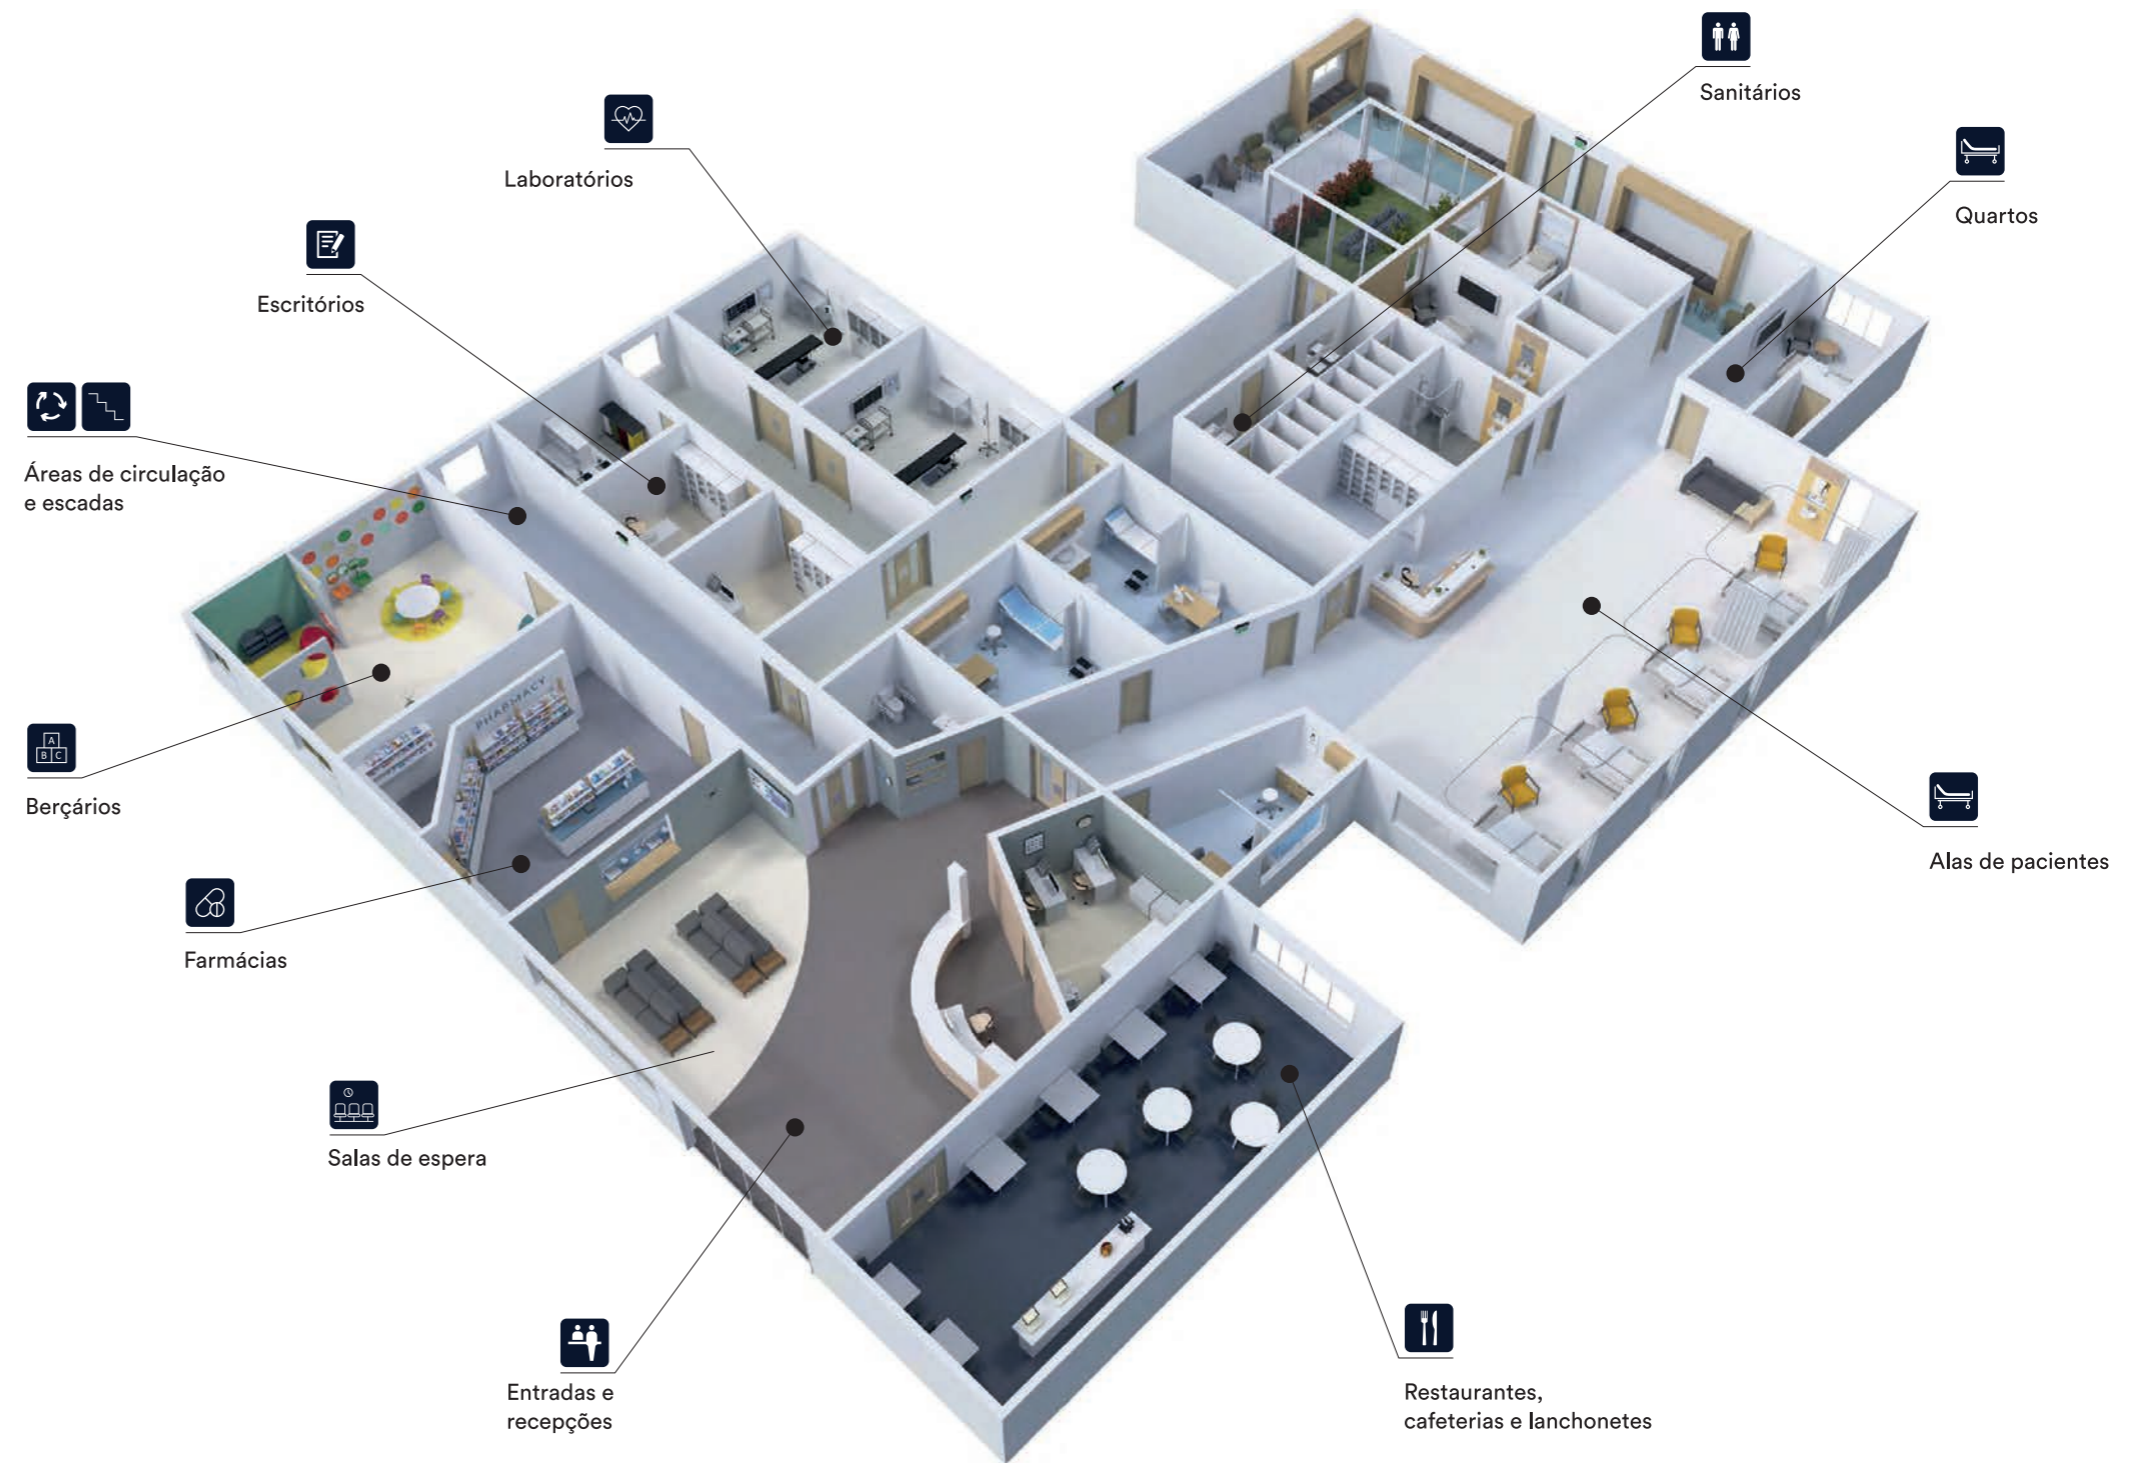 Sanitários
Laboratórios
Quartos
Escritórios
Áreas de circulação
e escadas
PHARMACY
A
B C
Berçários
Alas de pacientes
Farmácias
Salas de espera
Entradas e
recepções
Restaurantes,
cafeterias e lanchonetes